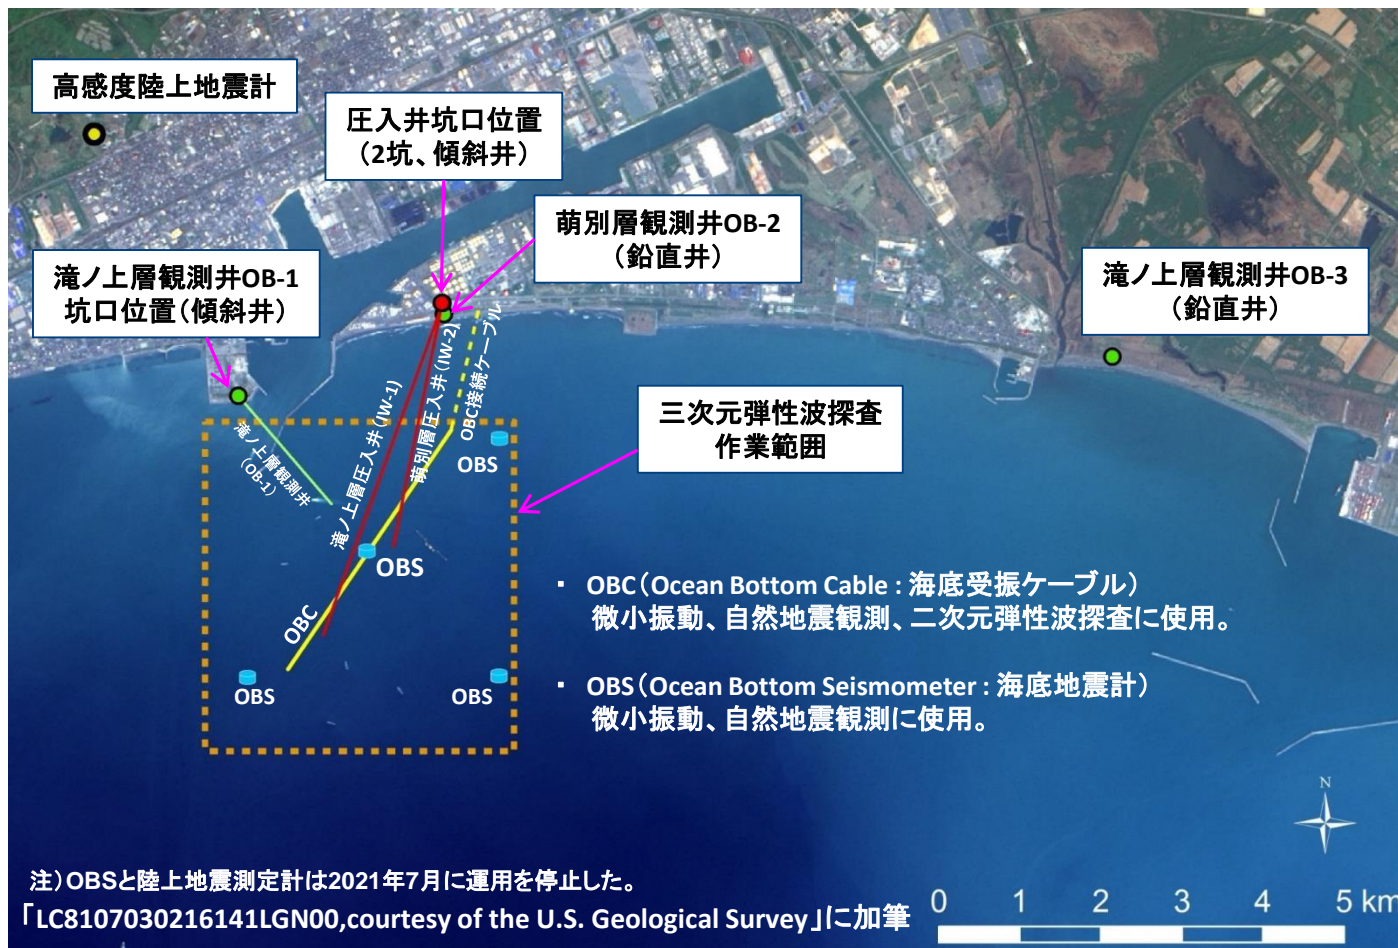 高感度陸上地震計
圧入井坑口位置
（2坑、傾斜井）
萌別層観測井OB-2
（鉛直井）
滝ノ上層観測井OB-1
坑口位置（傾斜井）
滝ノ上層観測井OB-3
（鉛直井）
三次元弾性波探査
作業範囲
滝ノ上層観測井
（OB-1）
滝ノ上層圧入井（IW-1）
萌別層圧入井（IW-2）
OBC接続ケーブル
OBS
OBS
OBC
OBS
OBS
・ OBC（Ocean Bottom Cable : 海底受振ケーブル）
微小振動、自然地震観測、二次元弾性波探査に使用。
・ OBS（Ocean Bottom Seismometer : 海底地震計）
微小振動、自然地震観測に使用。
N
注）OBSと陸上地震測定計は2021年7月に運用を停止した。
「LC8107030216141LGN00,courtesy of the U.S. Geological Survey」に加筆
0 1 2 3 4 5 km